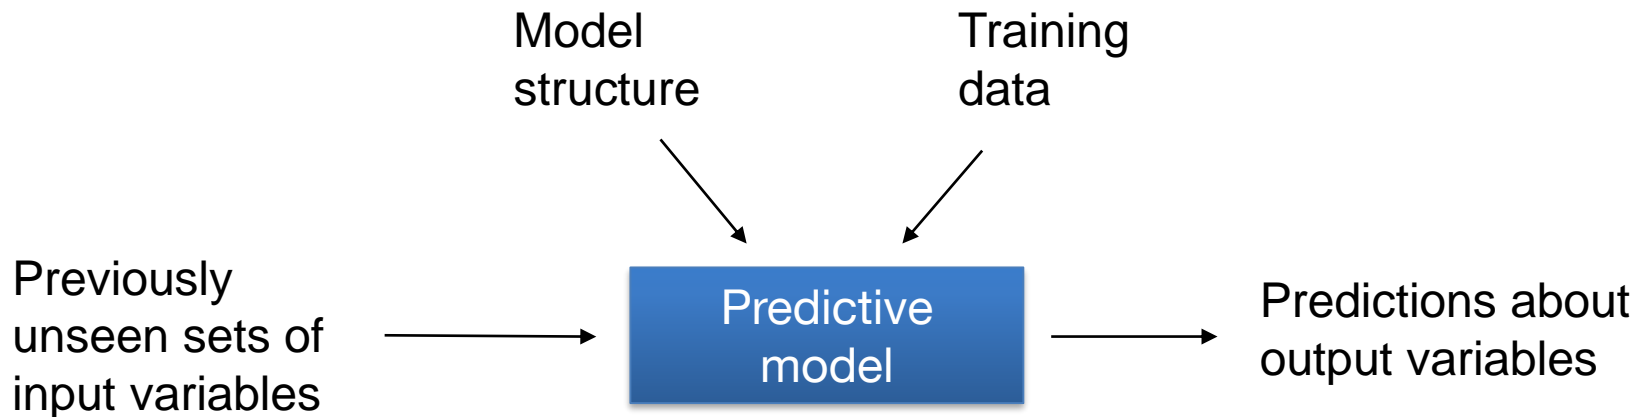 Model
structure
Training
data
Previously
unseen sets of
input variables
Predictive
model
Predictions about
output variables